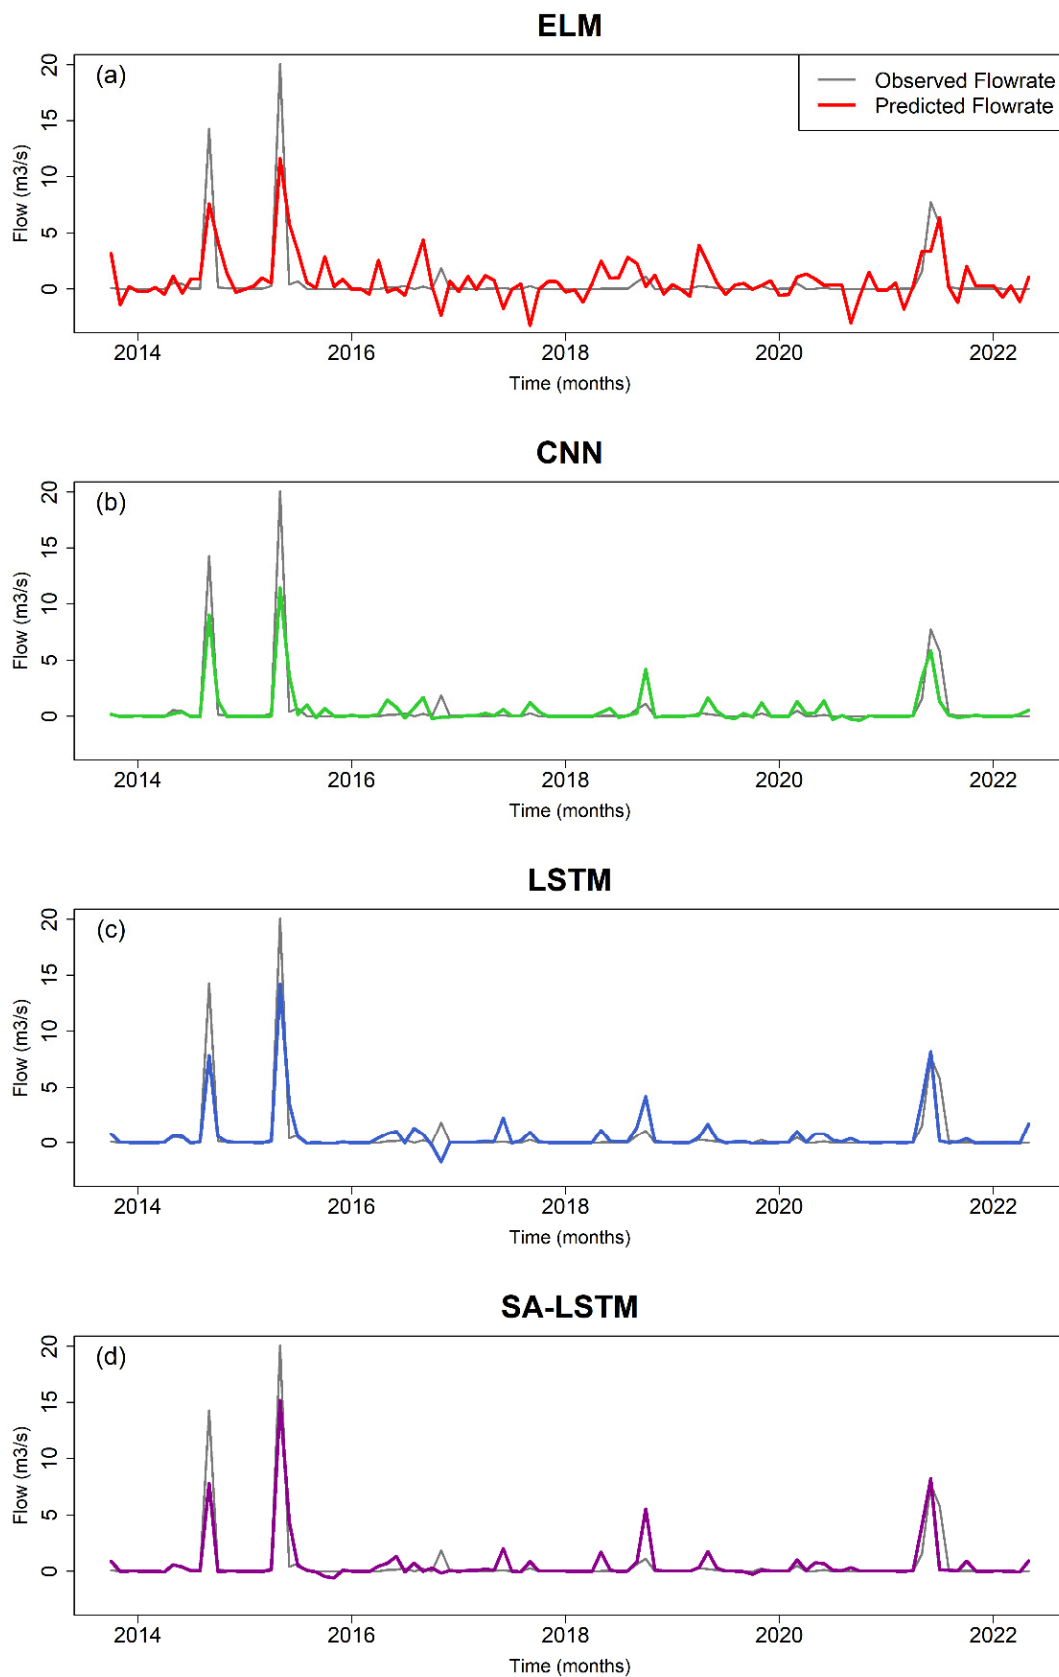 ELM
(a)
Observed Flowrate
Predicted Flowrate
20
15
10
5
0
Flow (m3/s)
2014 2016 2018 2020 2022
Time (months)
CNN
(b)
20
15
10
5
0
Flow (m3/s)
2014 2016 2018 2020 2022
Time (months)
LSTM
(c)
20
15
10
5
0
Flow (m3/s)
2014 2016 2018 2020 2022
Time (months)
SA-LSTM
(d)
20
15
10
5
0
Flow (m3/s)
2014 2016 2018 2020 2022
Time (months)